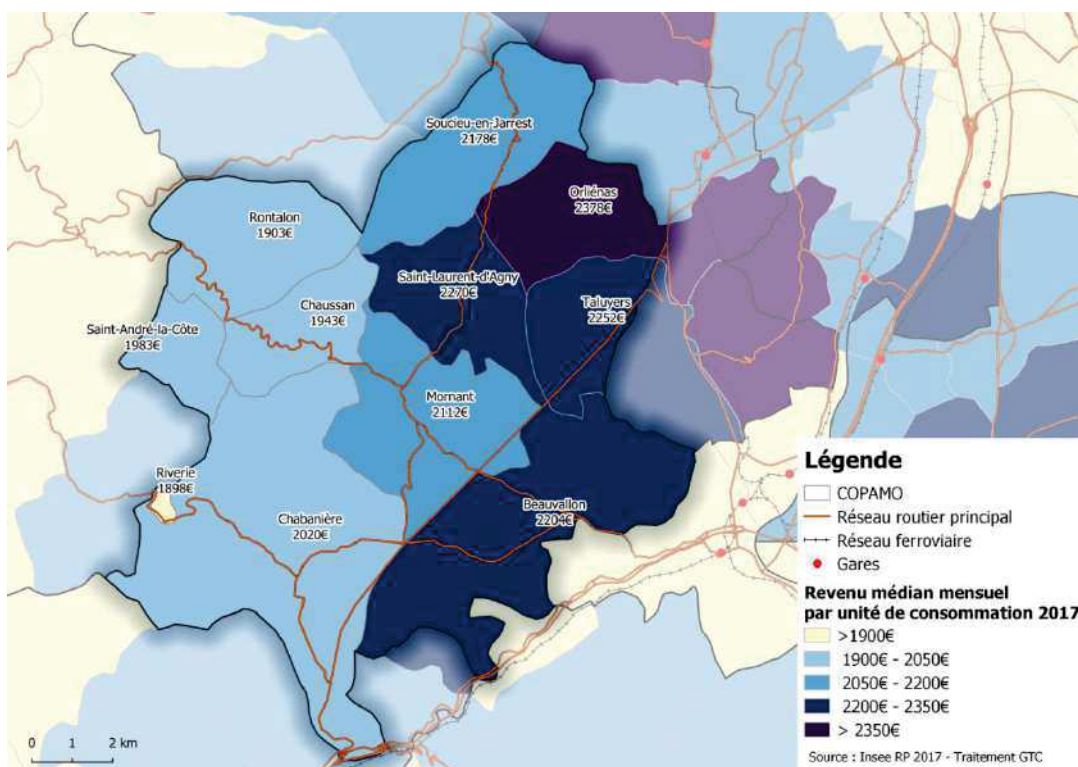 Soucieu-en-Jarrest
2178€
Orliénas
2378€
Rontalon
1903€
Saint-Laurent-d'Agny
2270€
Taluyers
2252€
Chaussan
1943€
Saint-André-la-Côte
1983€
Mornant
2112€
Riverie
1898€
Chabanière
2020€
Beauvallon
2204€
Légende
COPAMO
Réseau routier principal
Réseau ferroviaire
Gares
Revenu médian mensuel
par unité de consommation 2017
>1900€
1900€ - 2050€
2050€ - 2200€
2200€ - 2350€
> 2350€
Source : Insee RP 2017 - Traitement GTC
0 1 2 km